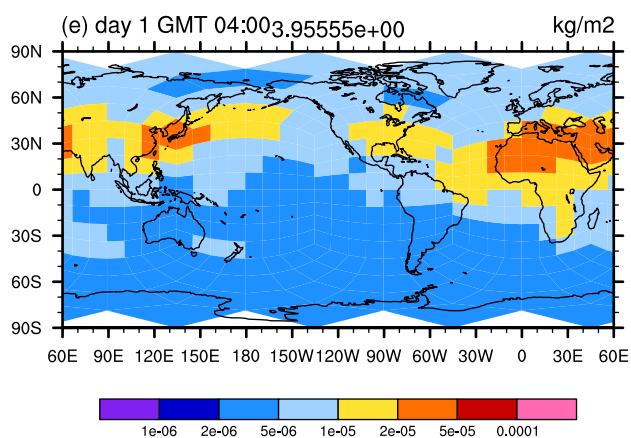 (e) day 1 GMT 04:00 3.95555e+00 kg/m2
90N
60N
30N
0
30S
60S
90S
60E 90E 120E 150E 180 150W 120W 90W 60W 30W 0 30E 60E
1e-06 2e-06 5e-06 1e-05 2e-05 5e-05 0.0001